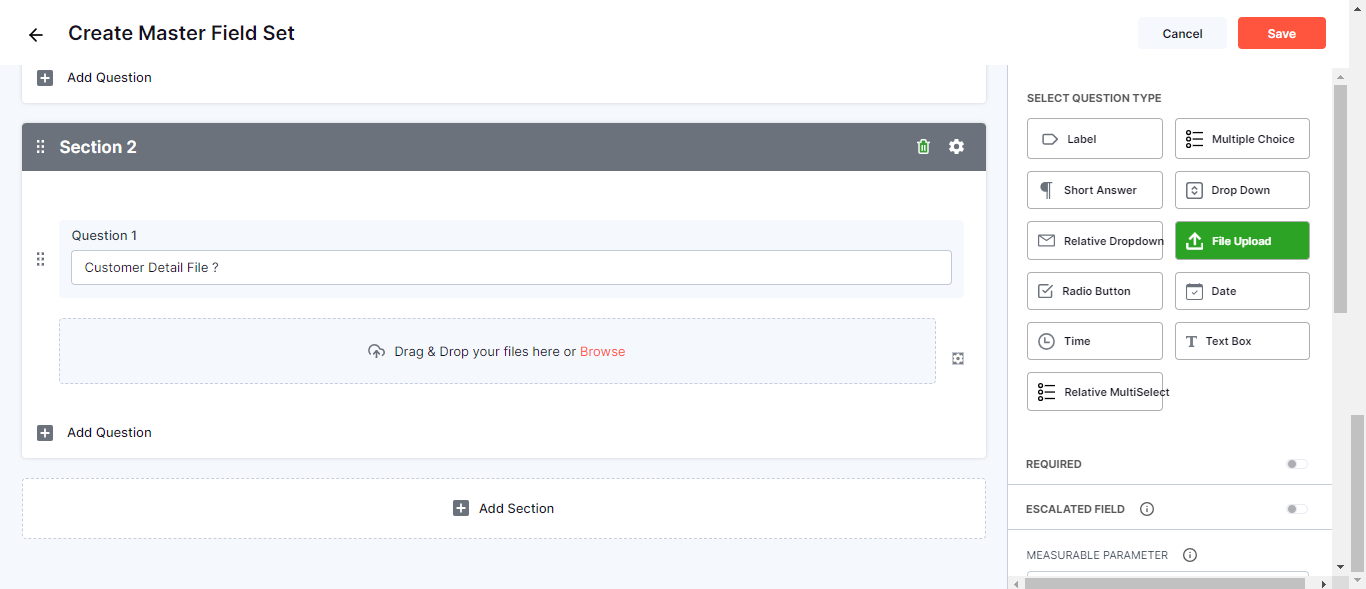 Create Master Field Set
Cancel
Save
Add Question
Section 2
Question 1
Customer Detail File ?
Drag & Drop your files here or Browse
Add Question
Add Section
SELECT QUESTION TYPE
Label
Multiple Choice
Short Answer
Drop Down
Relative Dropdown
File Upload
Radio Button
Date
Time
Text Box
Relative MultiSelect
REQUIRED
ESCALATED FIELD
MEASURABLE PARAMETER